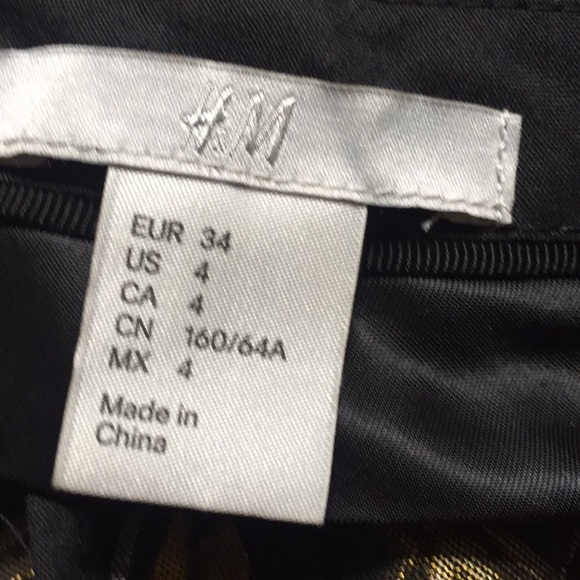 H&M
EUR 34
US 4
CA 4
CN 160/64A
MX 4
Made in
China